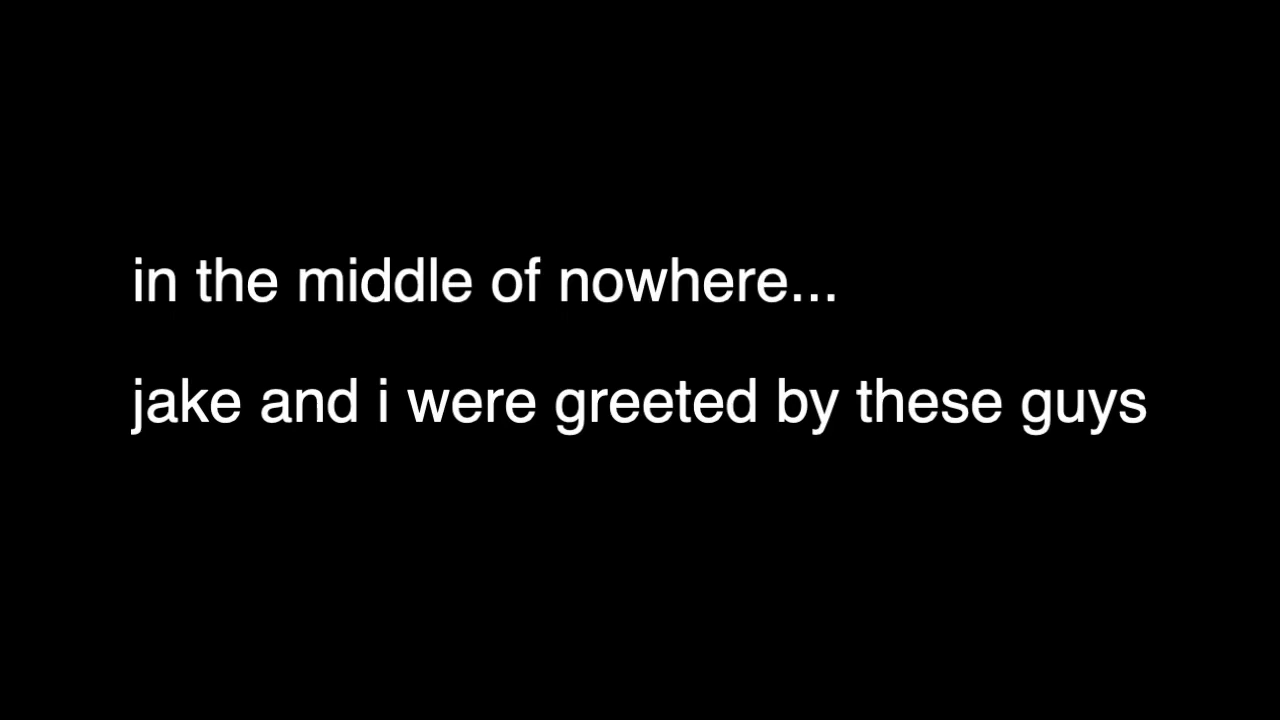 in the middle of nowhere...
jake and i were greeted by these guys